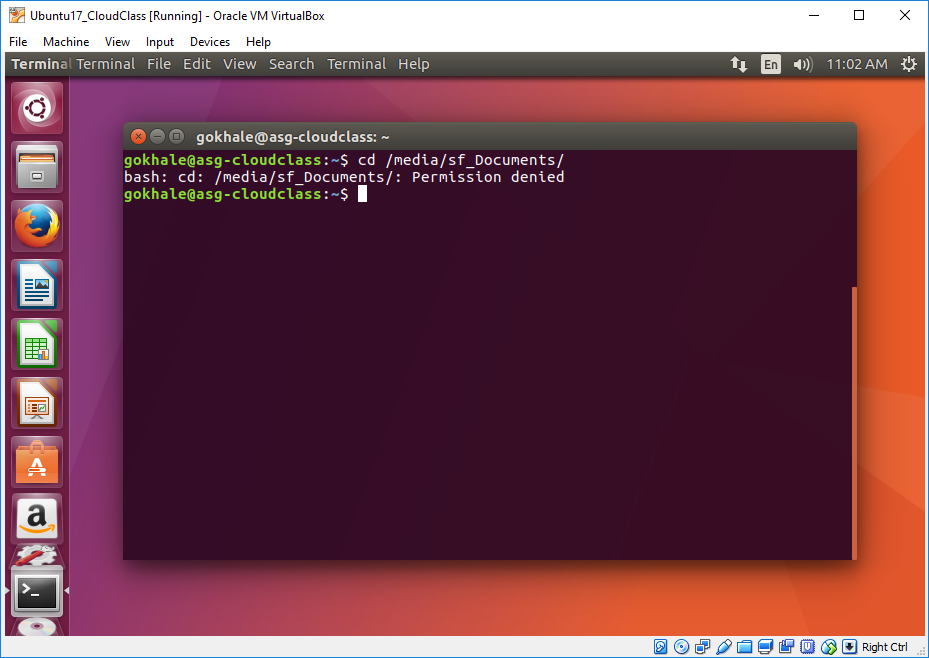 Ubuntu17_CloudClass [Running] - Oracle VM VirtualBox
File Machine View Input Devices Help
Terminal Terminal File Edit View Search Terminal Help En 11:02 AM
gokhale@asg-cloudclass: ~
gokhale@asg-cloudclass:~$ cd /media/sf_Documents/
bash: cd: /media/sf_Documents/: Permission denied
gokhale@asg-cloudclass:~$
A
a
>_
Right Ctrl